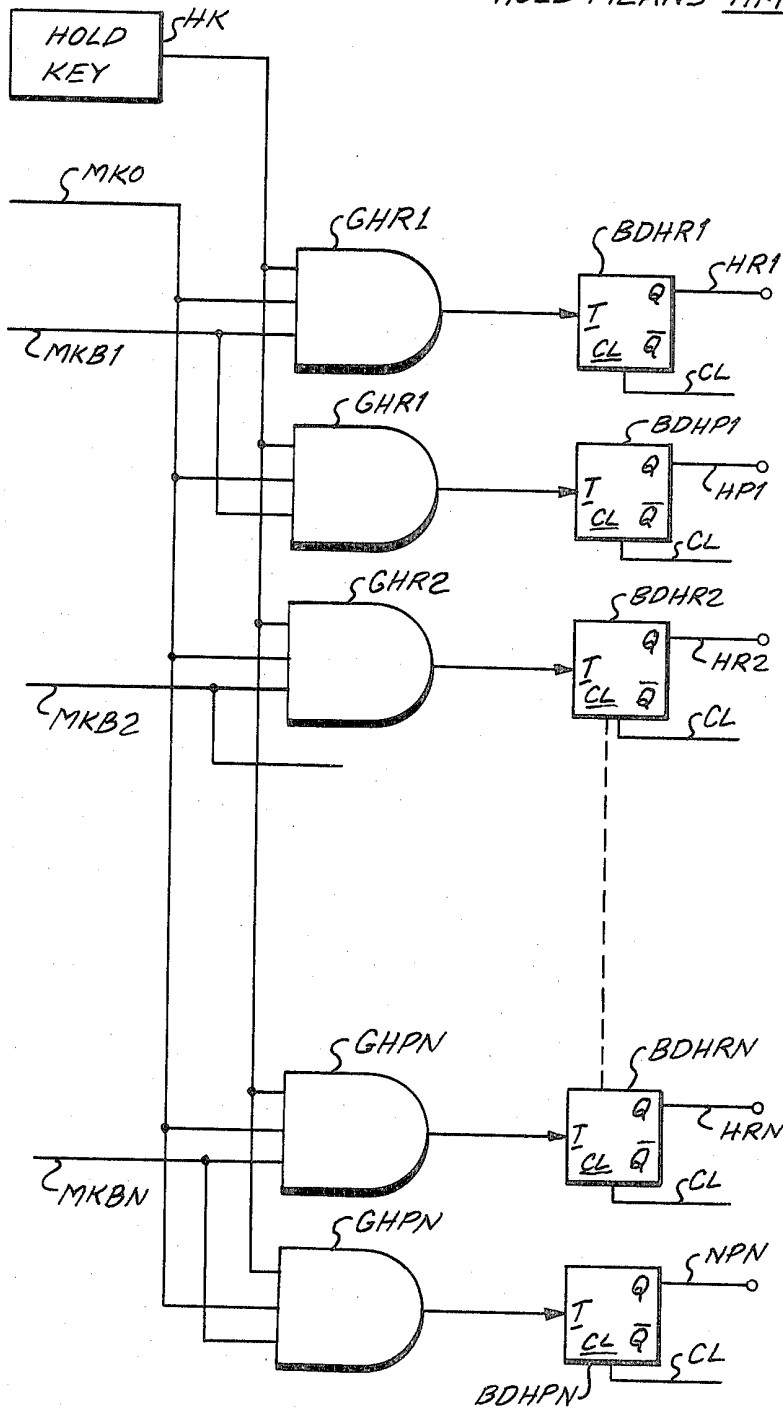 HOLD MEANS HM
HOLD KEY
HK
MKO
GHR1
BDHR1
HR1
Q
T
CL Q̅
MKB1
CL
GHR1
BDHP1
Q
HP1
T
CL Q̅
CL
GHR2
BDHR2
Q
HR2
T
CL Q̅
MKB2
CL
GHPN
BDHRN
Q
HRN
T
CL Q̅
MKBN
CL
GHPN
NPN
Q
T
CL Q̅
CL
BDHPN